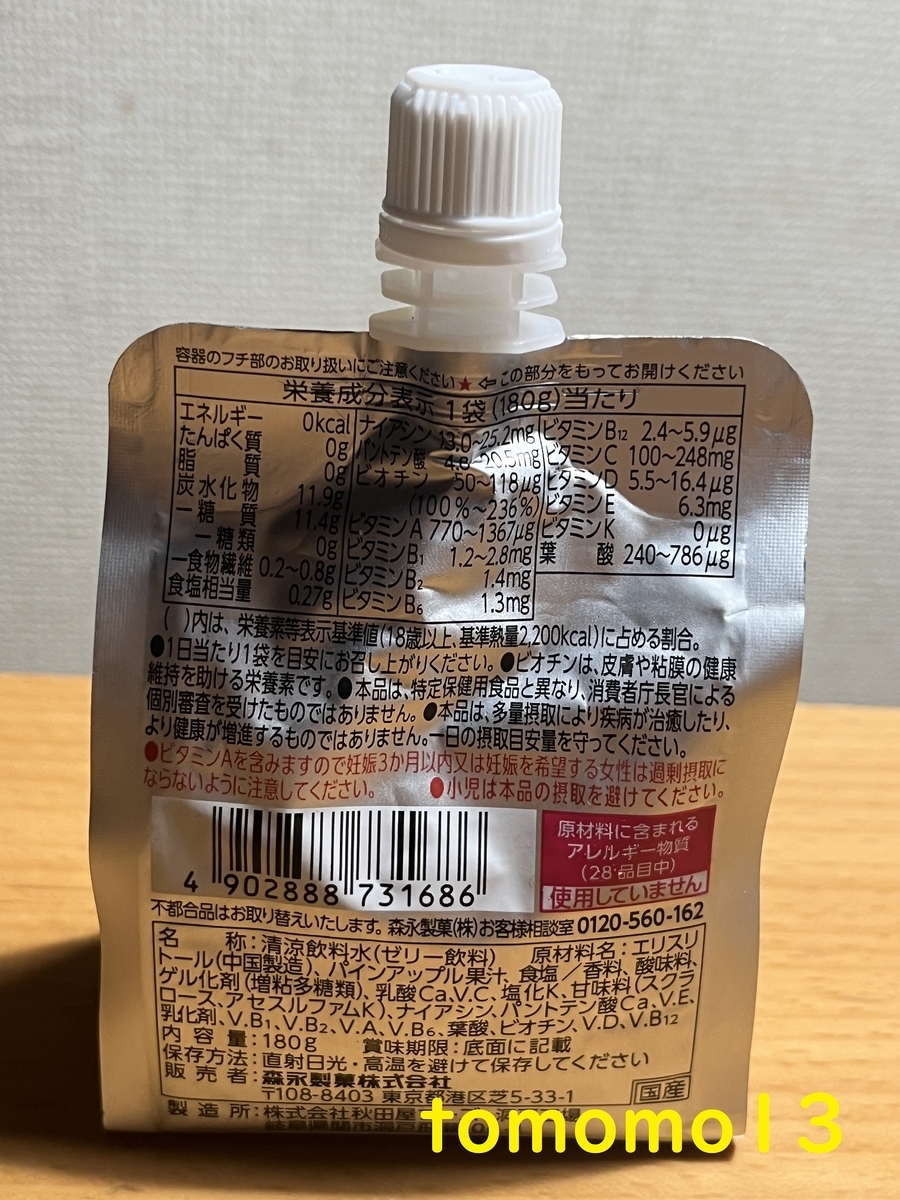 容器のフチ部のお取り扱いにご注意ください★⇦この部分をもってお開けください
栄養成分表示 1袋(180g)当たり
エネルギー 0kcal
たんぱく質 0g
脂質 0g
炭水化物 11.9g
－糖質 11.4g
－糖類 0g
－食物繊維 0.2~0.8g
食塩相当量 0.27g
ナイアシン 13.0~25.2mg
パントテン酸 4.8~20.5mg
ビオチン 50~118μg
(100%~236%)
ビタミンA 770~1367μg
ビタミンB₁ 1.2~2.8mg
ビタミンB₂ 1.4mg
ビタミンB₆ 1.3mg
ビタミンB₁₂ 2.4~5.9μg
ビタミンC 100~248mg
ビタミンD 5.5~16.4μg
ビタミンE 6.3mg
ビタミンK 0μg
葉酸 240~786μg
( )内は、栄養素等表示基準値(18歳以上、基準熱量2,200kcal)に占める割合。
●1日当たり1袋を目安にお召し上がりください。●ビオチンは、皮膚や粘膜の健康
維持を助ける栄養素です。●本品は、特定保健用食品と異なり、消費者庁長官による
個別審査を受けたものではありません。●本品は、多量摂取により疾病が治癒したり、
より健康が増進するものではありません。一日の摂取目安量を守ってください。
●ビタミンAを含みますので妊娠3か月以内又は妊娠を希望する女性は過剰摂取に
ならないように注意してください。 ●小児は本品の摂取を避けてください。
4 902888 731686
原材料に含まれる
アレルギー物質
(28品目中)
使用していません
不都合品はお取り替えいたします。森永製菓(株)お客様相談室0120-560-162
名称:清涼飲料水(ゼリー飲料) 原材料名:エリスリ
トール(中国製造)、パインアップル果汁、食塩/香料、酸味料、
ゲル化剤(増粘多糖類)、乳酸Ca、V.C、塩化K、甘味料(スクラ
ロース、アセスルファムK)、ナイアシン、パントテン酸Ca、V.E、
乳化剤、V.B₁、V.B₂、V.A、V.B₆、葉酸、ビオチン、V.D、V.B₁₂
内容量:180g 賞味期限:底面に記載
保存方法:直射日光・高温を避けて保存してください
販売者:森永製菓株式会社
〒108-8403 東京都港区芝5-33-1
国産
製造所:株式会社秋田屋
tomomo13